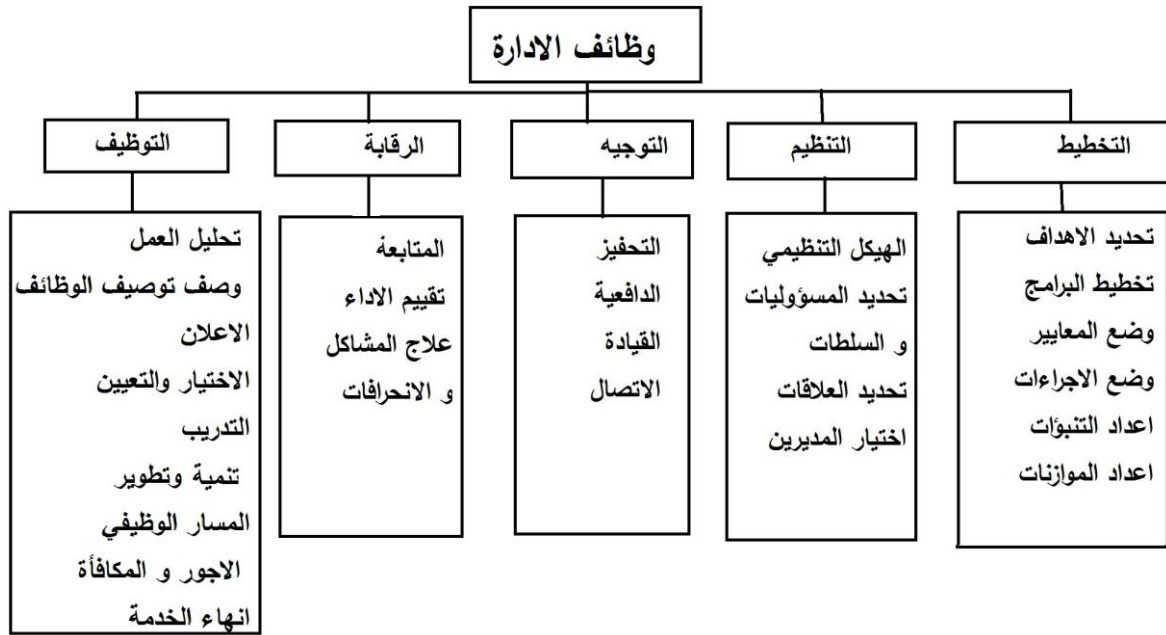 وظائف الادارة
التخطيط
التنظيم
التوجيه
الرقابة
التوظيف
تحديد الاهداف
تخطيط البرامج
وضع المعايير
وضع الاجراءات
اعداد التنبؤات
اعداد الموازنات
الهيكل التنظيمي
تحديد المسؤوليات
و السلطات
تحديد العلاقات
اختيار المديرين
التحفيز
الدافعية
القيادة
الاتصال
المتابعة
تقييم الاداء
علاج المشاكل
و الانحرافات
تحليل العمل
وصف توصيف الوظائف
الاعلان
الاختيار والتعيين
التدريب
تنمية وتطوير
المسار الوظيفي
الاجور و المكافأة
انهاء الخدمة